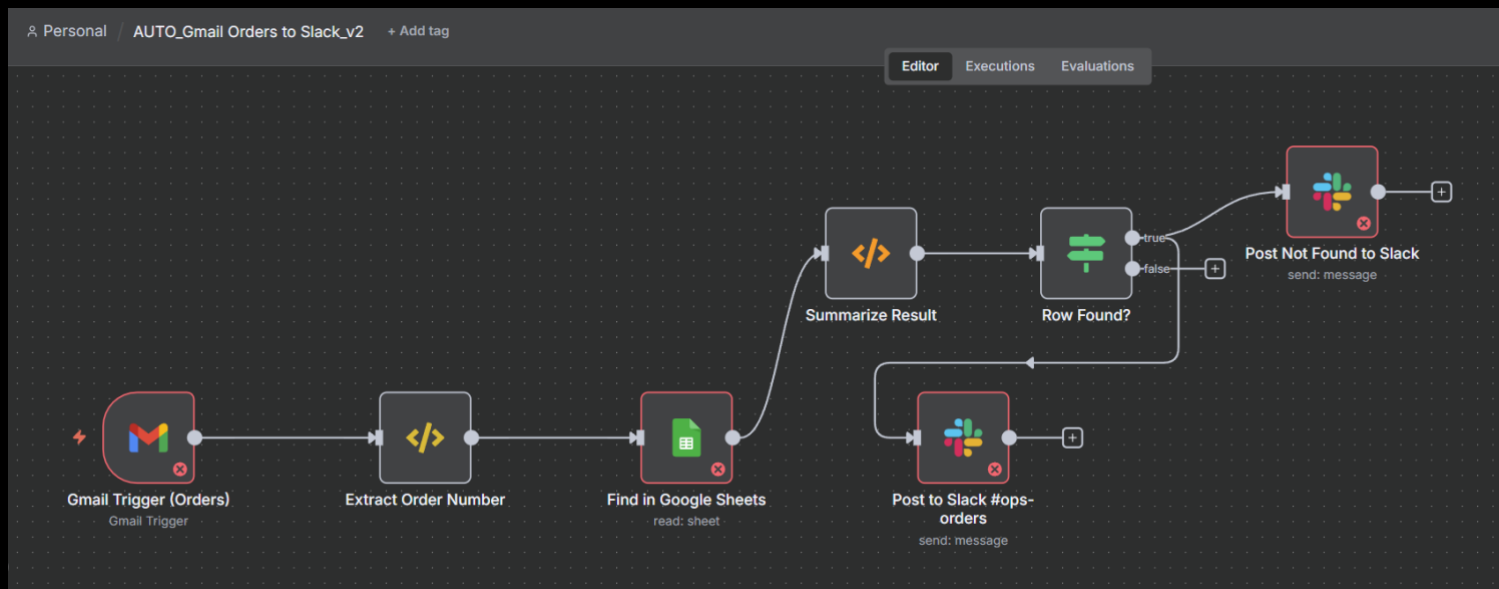 Personal / AUTO_Gmail Orders to Slack_v2 + Add tag
Editor Executions Evaluations
Post Not Found to Slack
send: message
true
false
Summarize Result
Row Found?
Gmail Trigger (Orders)
Gmail Trigger
Extract Order Number
Find in Google Sheets
read: sheet
Post to Slack #ops-
orders
send: message